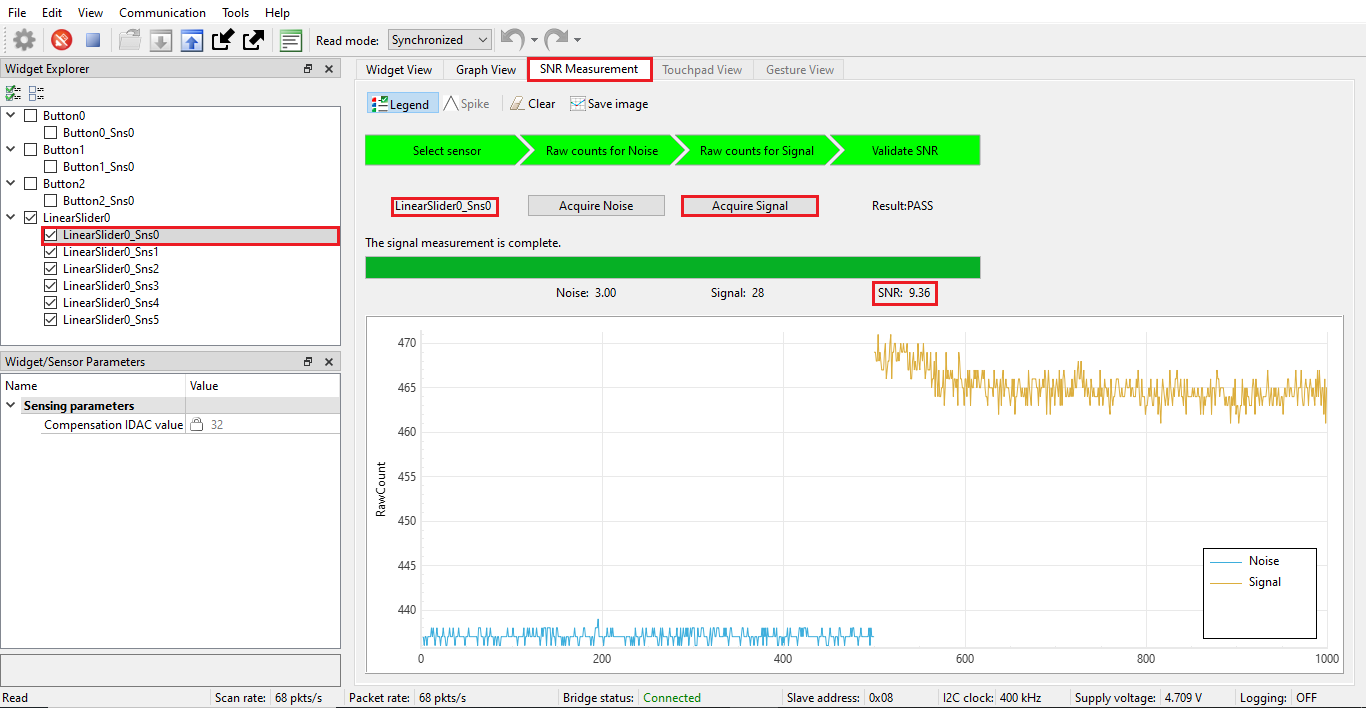 File Edit View Communication Tools Help
Read mode: Synchronized
Widget Explorer
Button0
Button0_Sns0
Button1
Button1_Sns0
Button2
Button2_Sns0
LinearSlider0
LinearSlider0_Sns0
LinearSlider0_Sns1
LinearSlider0_Sns2
LinearSlider0_Sns3
LinearSlider0_Sns4
LinearSlider0_Sns5
Widget/Sensor Parameters
Name Value
Sensing parameters
Compensation IDAC value 32
Widget View Graph View SNR Measurement Touchpad View Gesture View
Legend Spike Clear Save image
Select sensor Raw counts for Noise Raw counts for Signal Validate SNR
LinearSlider0_Sns0 Acquire Noise Acquire Signal Result:PASS
The signal measurement is complete.
Noise: 3.00 Signal: 28 SNR: 9.36
RawCount
470
465
460
455
450
445
440
0 200 400 600 800 1000
Noise
Signal
Read Scan rate: 68 pkts/s Packet rate: 68 pkts/s Bridge status: Connected Slave address: 0x08 I2C clock: 400 kHz Supply voltage: 4.709 V Logging: OFF